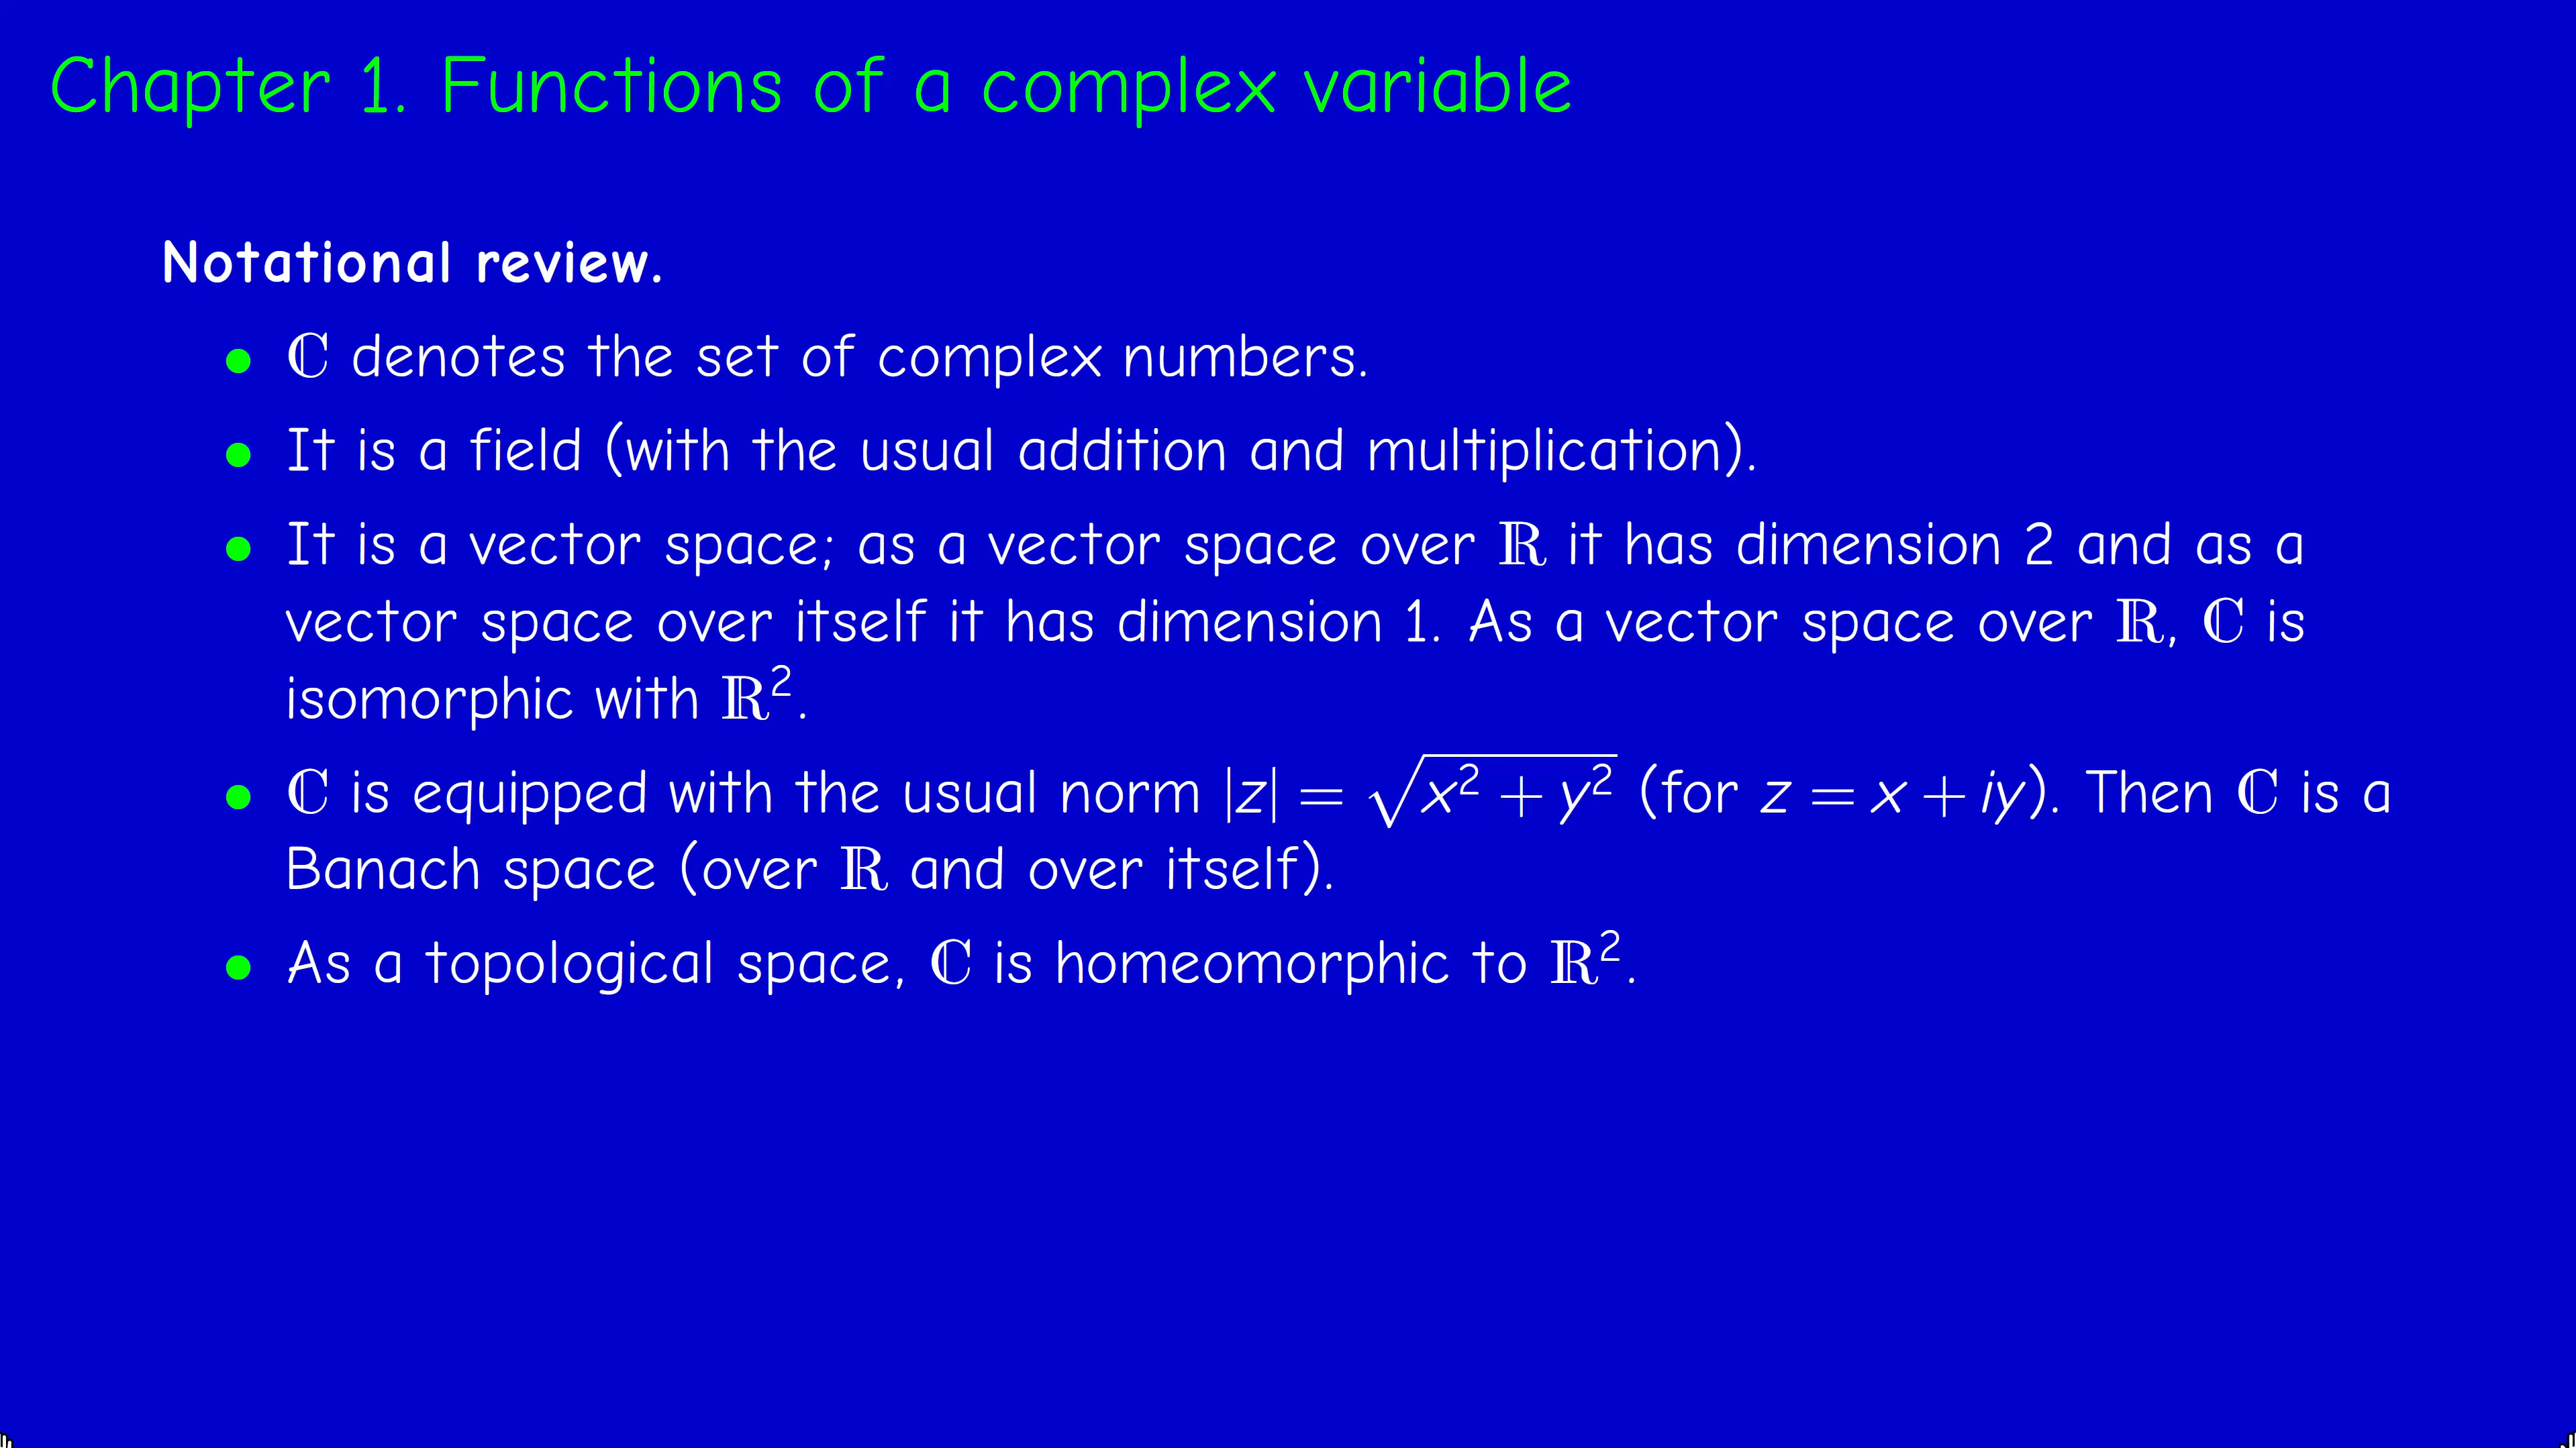 Chapter 1. Functions of a complex variable
Notational review.
• ℂ denotes the set of complex numbers.
• It is a field (with the usual addition and multiplication).
• It is a vector space; as a vector space over ℝ it has dimension 2 and as a
vector space over itself it has dimension 1. As a vector space over ℝ, ℂ is
isomorphic with ℝ².
• ℂ is equipped with the usual norm |z| = √(x² + y²) (for z = x + iy). Then ℂ is a
Banach space (over ℝ and over itself).
• As a topological space, ℂ is homeomorphic to ℝ².